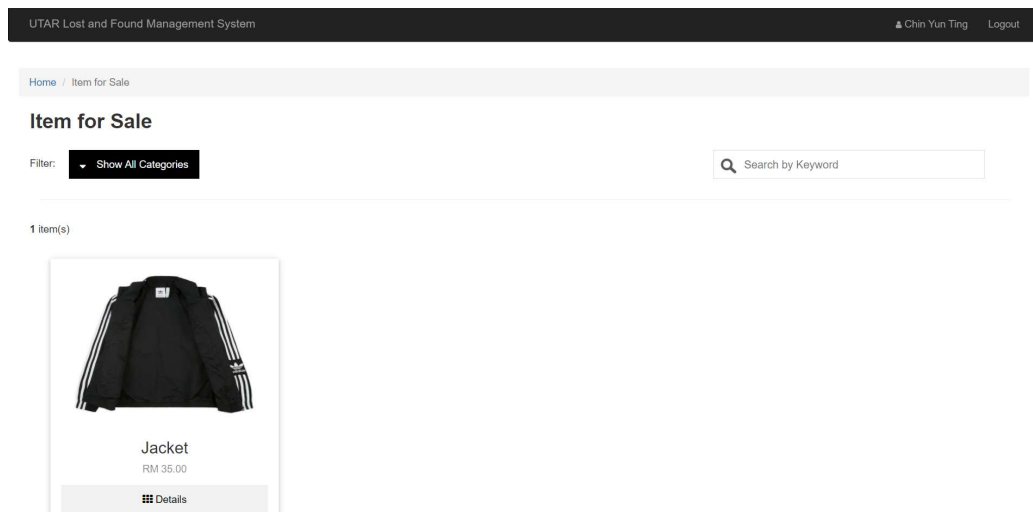 UTAR Lost and Found Management System
Chin Yun Ting Logout
Home / Item for Sale
Item for Sale
Filter: Show All Categories
Search by Keyword
1 item(s)
Jacket
RM 35.00
Details